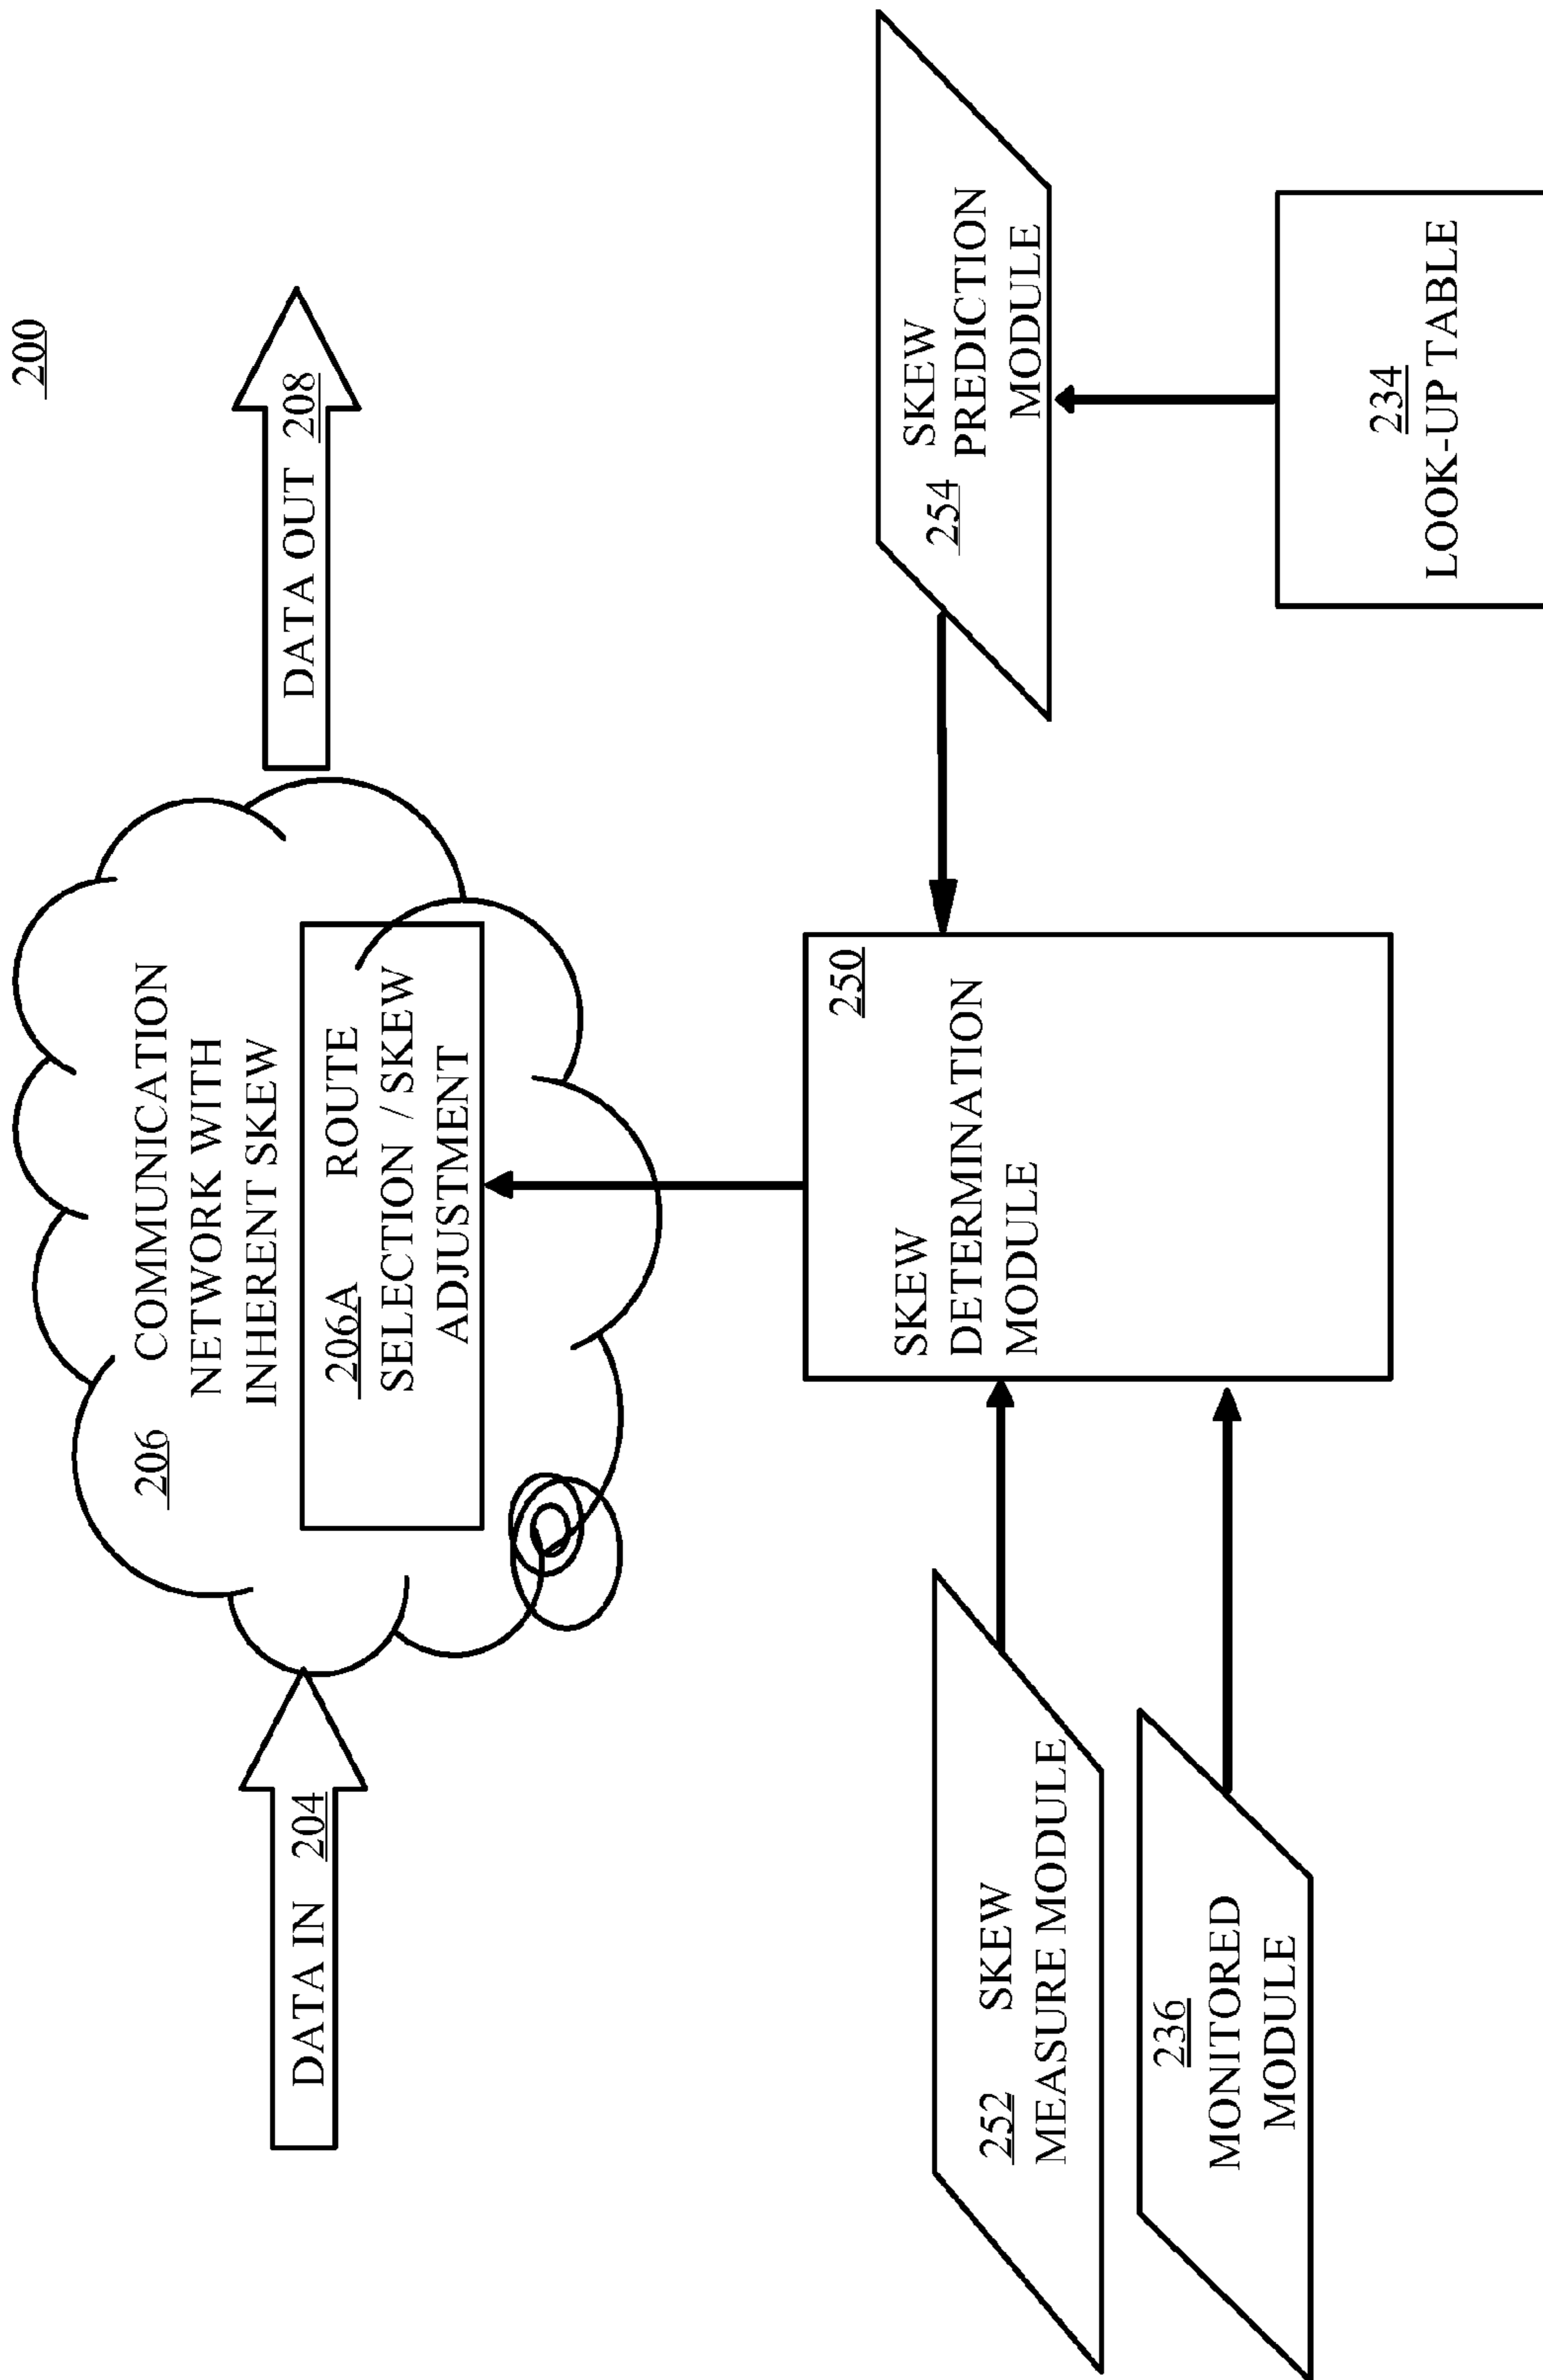 200
DATA IN 204
206 COMMUNICATION
NETWORK WITH
INHERENT SKEW
206A ROUTE
SELECTION / SKEW
ADJUSTMENT
DATA OUT 208
252 SKEW
MEASURE MODULE
236
MONITORED
MODULE
250
SKEW
DETERMINATION
MODULE
SKEW
254 PREDICTION
MODULE
234
LOOK-UP TABLE